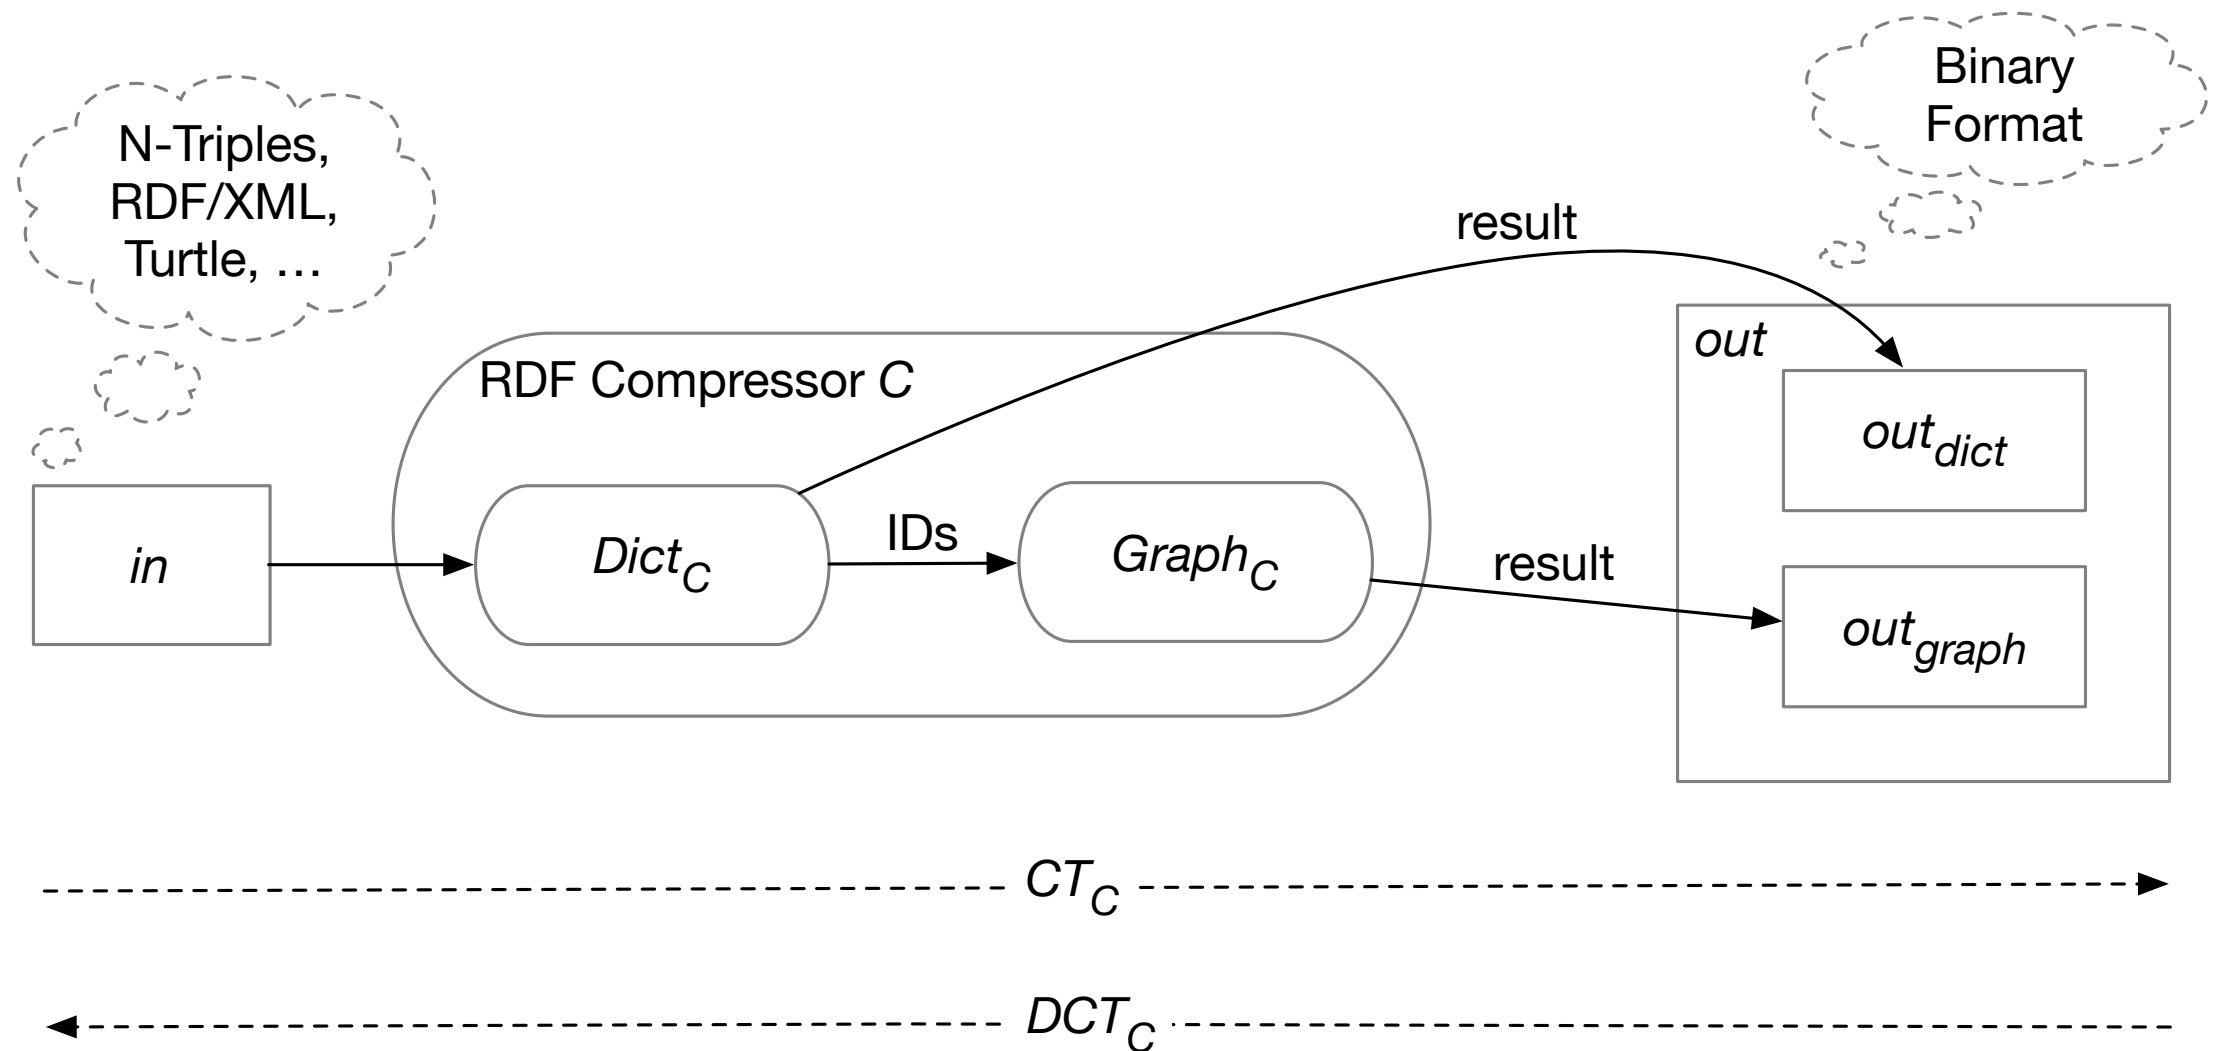 N-Triples,
RDF/XML,
Turtle, …
Binary
Format
result
out
RDF Compressor C
out_dict
in
Dict_C
IDs
Graph_C
result
out_graph
CT_C
DCT_C